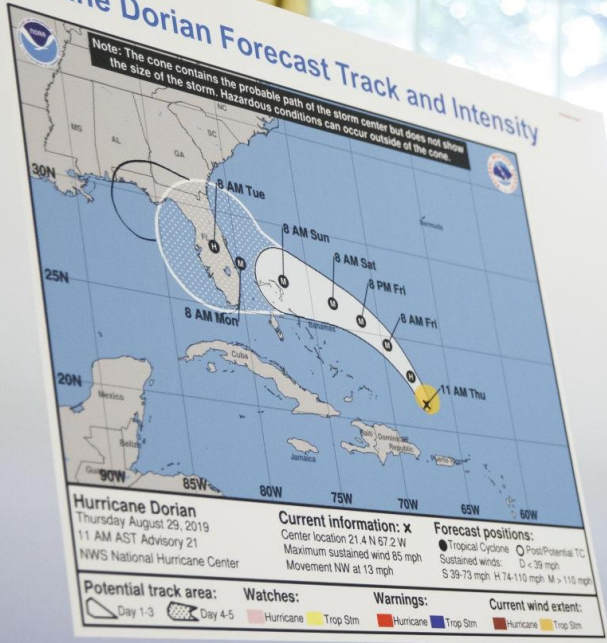 ne Dorian Forecast Track and Intensity
Note: The cone contains the probable path of the storm center but does not show
the size of the storm. Hazardous conditions can occur outside of the cone.
NC
MS
AL
GA
SC
30N
8 AM Tue
Bermuda
8 AM Sun
8 AM Sat
25N
FL
H
M
M
M
8 PM Fri
M
8 AM Fri
8 AM Mon
Bahamas
M
H
Cuba
11 AM Thu
20N
Mexico
Haiti
Dominican
Republic
Jamaica
Belize
90W
85W
80W
75W
70W
65W
60W
Hurricane Dorian
Thursday August 29, 2019
11 AM AST Advisory 21
NWS National Hurricane Center
Current information: x
Center location 21.4 N 67.2 W
Maximum sustained wind 85 mph
Movement NW at 13 mph
Forecast positions:
Tropical Cyclone Post/Potential TC
Sustained winds: D < 39 mph
S 39-73 mph H 74-110 mph M > 110 mph
Potential track area:
Day 1-3 Day 4-5
Watches:
Hurricane Trop Stm
Warnings:
Hurricane Trop Stm
Current wind extent:
Hurricane Trop Stm